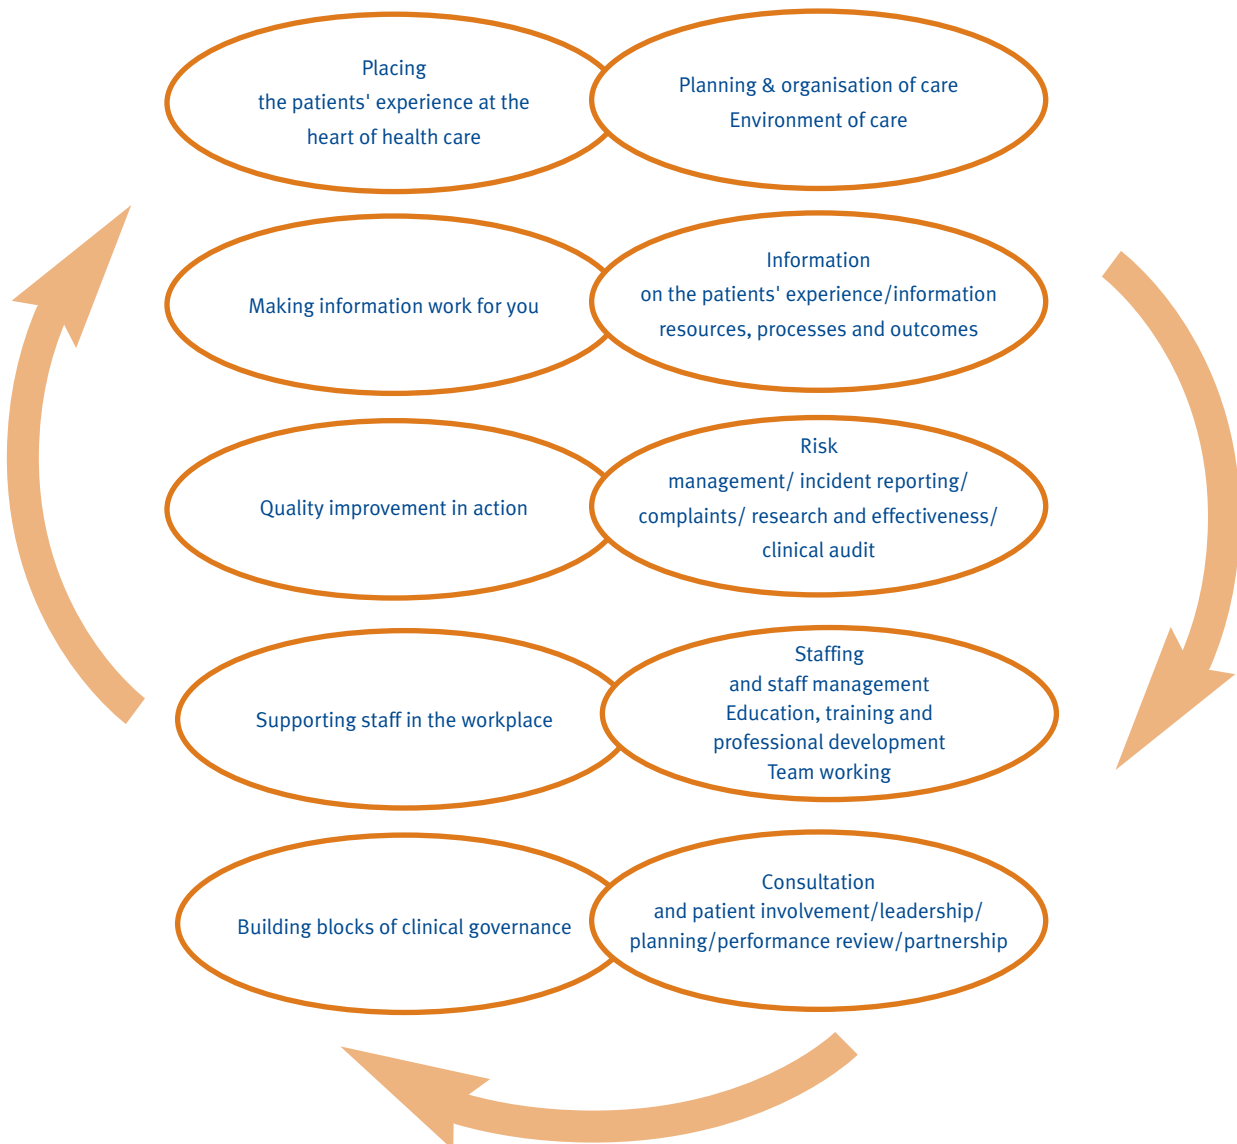 Placing
the patients' experience at the
heart of health care
Planning & organisation of care
Environment of care
Making information work for you
Information
on the patients' experience/information
resources, processes and outcomes
Quality improvement in action
Risk
management/ incident reporting/
complaints/ research and effectiveness/
clinical audit
Supporting staff in the workplace
Staffing
and staff management
Education, training and
professional development
Team working
Building blocks of clinical governance
Consultation
and patient involvement/leadership/
planning/performance review/partnership